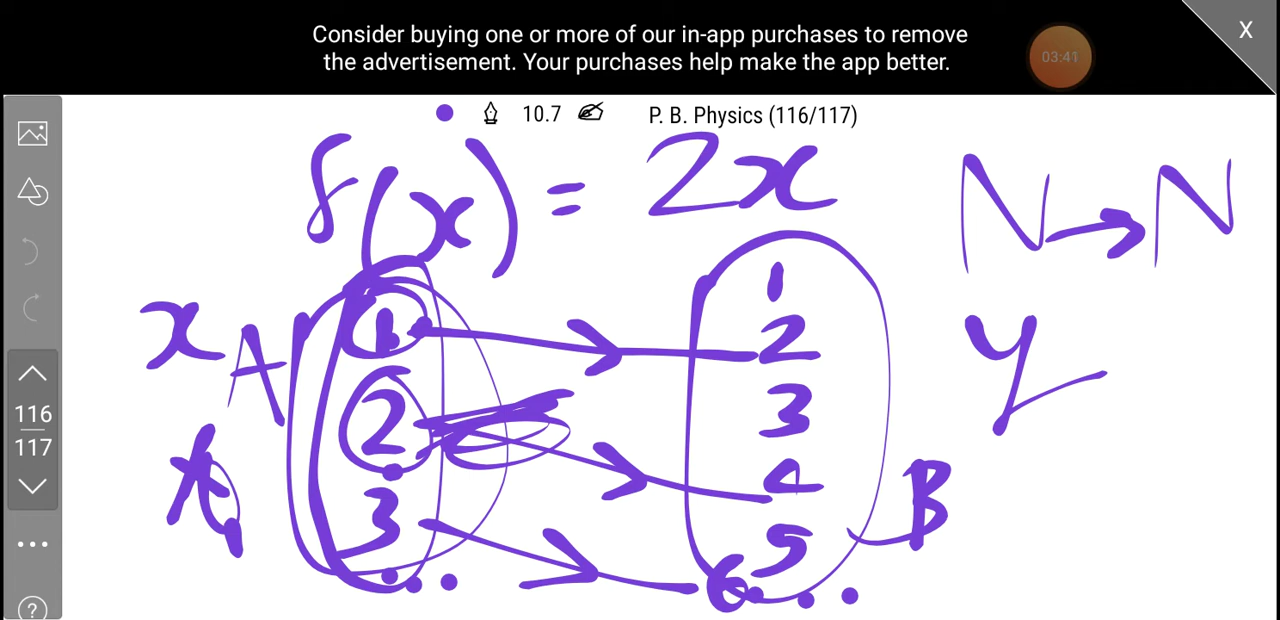 Consider buying one or more of our in-app purchases to remove
the advertisement. Your purchases help make the app better.
03:41
X
10.7 P. B. Physics (116/117)
f(x) = 2x
N → N
x A
1
2
3
...
1
2
3
4
5
6...
y
A
B
116
117
?